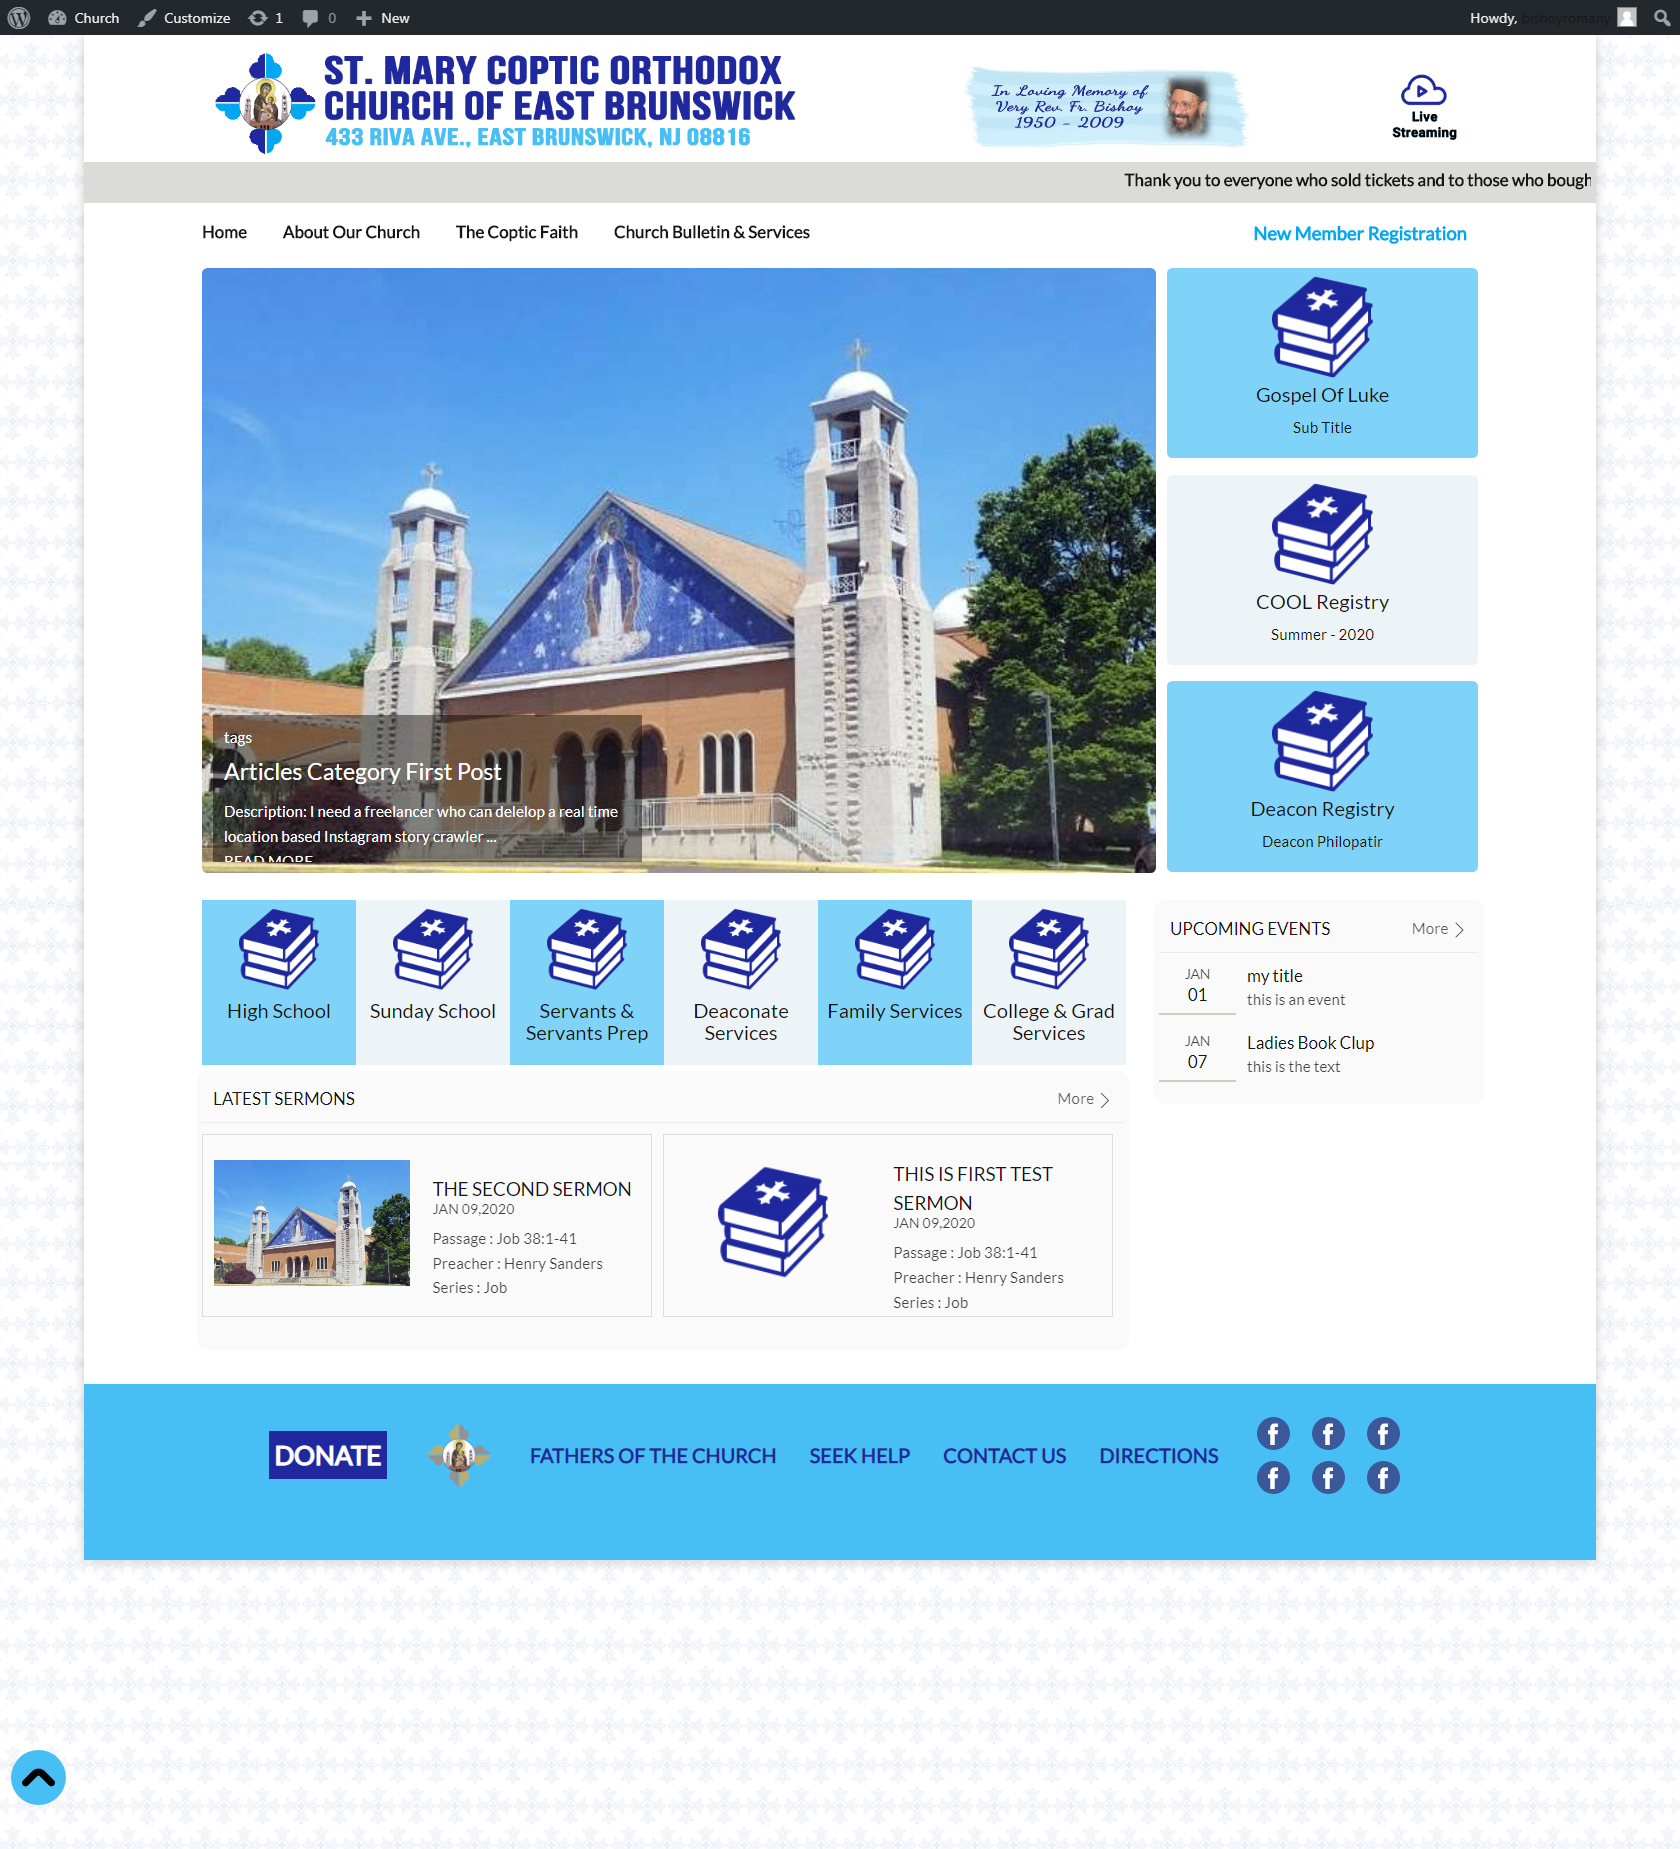 Church
Customize
1
0
New
Howdy, bishoyromany
ST. MARY COPTIC ORTHODOX
CHURCH OF EAST BRUNSWICK
433 RIVA AVE., EAST BRUNSWICK, NJ 08816
In Loving Memory of
Very Rev. Fr. Bishoy
1950 - 2009
Live
Streaming
Thank you to everyone who sold tickets and to those who bough
Home
About Our Church
The Coptic Faith
Church Bulletin & Services
New Member Registration
tags
Articles Category First Post
Description: I need a freelancer who can delelop a real time
location based Instagram story crawler ...
READ MORE
Gospel Of Luke
Sub Title
COOL Registry
Summer - 2020
Deacon Registry
Deacon Philopatir
High School
Sunday School
Servants &
Servants Prep
Deaconate
Services
Family Services
College & Grad
Services
UPCOMING EVENTS
More
JAN
01
my title
this is an event
JAN
07
Ladies Book Clup
this is the text
LATEST SERMONS
More
THE SECOND SERMON
JAN 09,2020
Passage : Job 38:1-41
Preacher : Henry Sanders
Series : Job
THIS IS FIRST TEST
SERMON
JAN 09,2020
Passage : Job 38:1-41
Preacher : Henry Sanders
Series : Job
DONATE
FATHERS OF THE CHURCH
SEEK HELP
CONTACT US
DIRECTIONS